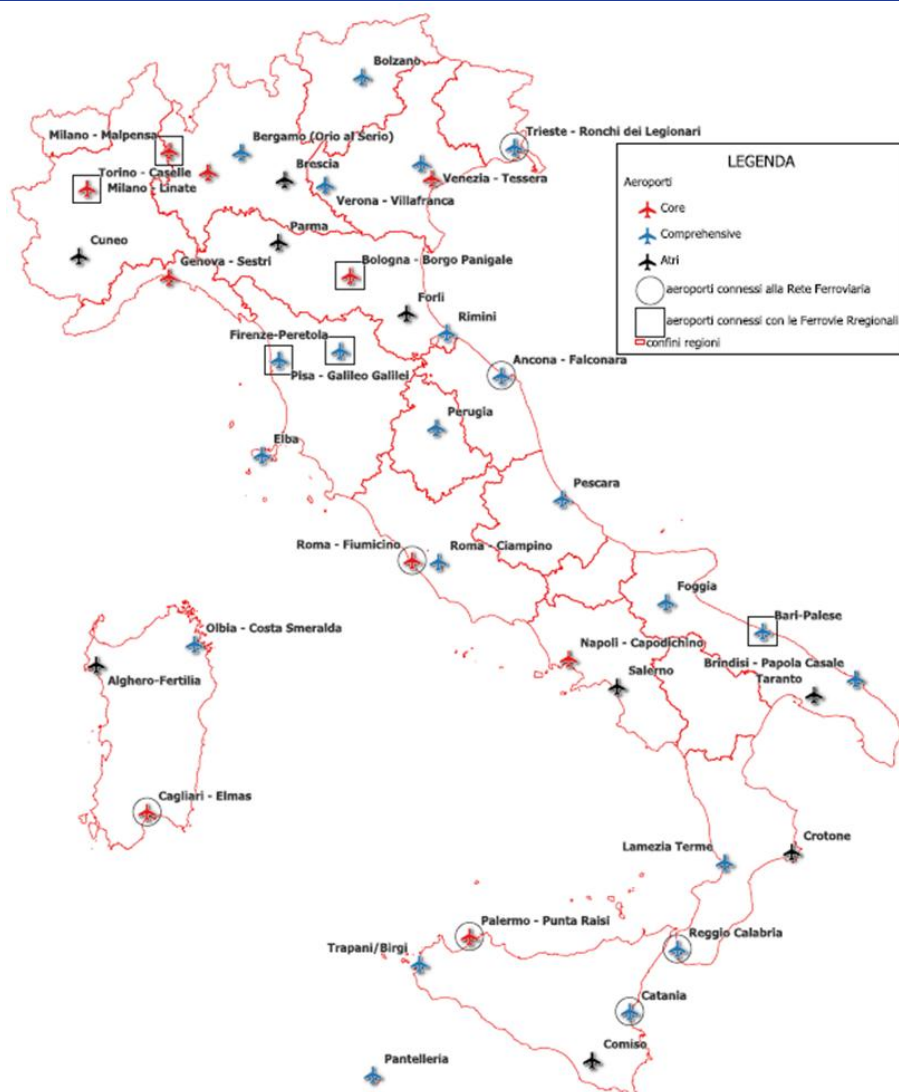 Bolzano
Milano - Malpensa
Bergamo (Orio al Serio)
Trieste - Ronchi dei Legionari
Torino - Caselle
Brescia
Milano - Linate
Venezia - Tessera
Verona - Villafranca
LEGENDA
Aeroporti
Core
Comprehensive
Atri
aeroporti connessi alla Rete Ferroviaria
aeroporti connessi con le Ferrovie Rregionali
confini regioni
Cuneo
Parma
Genova - Sestri
Bologna - Borgo Panigale
Forlì
Rimini
Firenze-Peretola
Pisa - Galileo Galilei
Ancona - Falconara
Perugia
Elba
Pescara
Roma - Fiumicino
Roma - Ciampino
Foggia
Bari-Palese
Olbia - Costa Smeralda
Napoli - Capodichino
Brindisi - Papola Casale
Alghero-Fertilia
Salerno
Taranto
Cagliari - Elmas
Lamezia Terme
Crotone
Palermo - Punta Raisi
Reggio Calabria
Trapani/Birgi
Catania
Comiso
Pantelleria